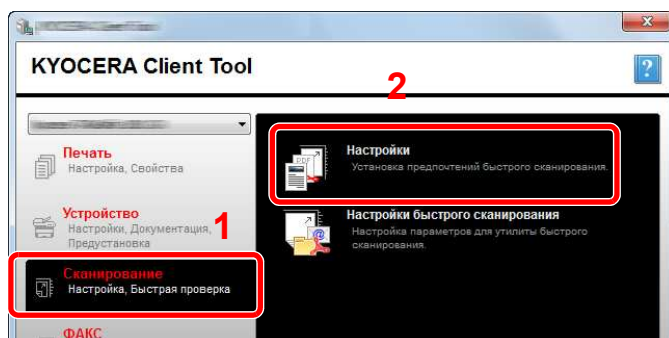 KYOCERA Client Tool
?
2
Печать
Настройка, Свойства
Устройство
Настройки, Документация,
Предустановка
1
Сканирование
Настройка, Быстрая проверка
ФАКС
Настройки
Установка предпочтений быстрого сканирования.
PDF
Настройки быстрого сканирования
Настройка параметров для утилиты быстрого
сканирования.